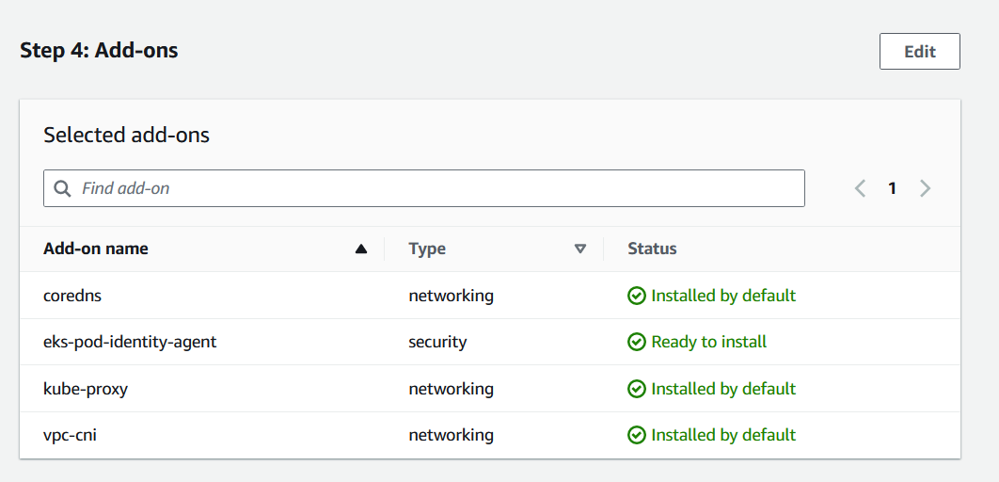 Step 4: Add-ons
Edit
Selected add-ons
Find add-on
1
Add-on name Type Status
coredns networking Installed by default
eks-pod-identity-agent security Ready to install
kube-proxy networking Installed by default
vpc-cni networking Installed by default